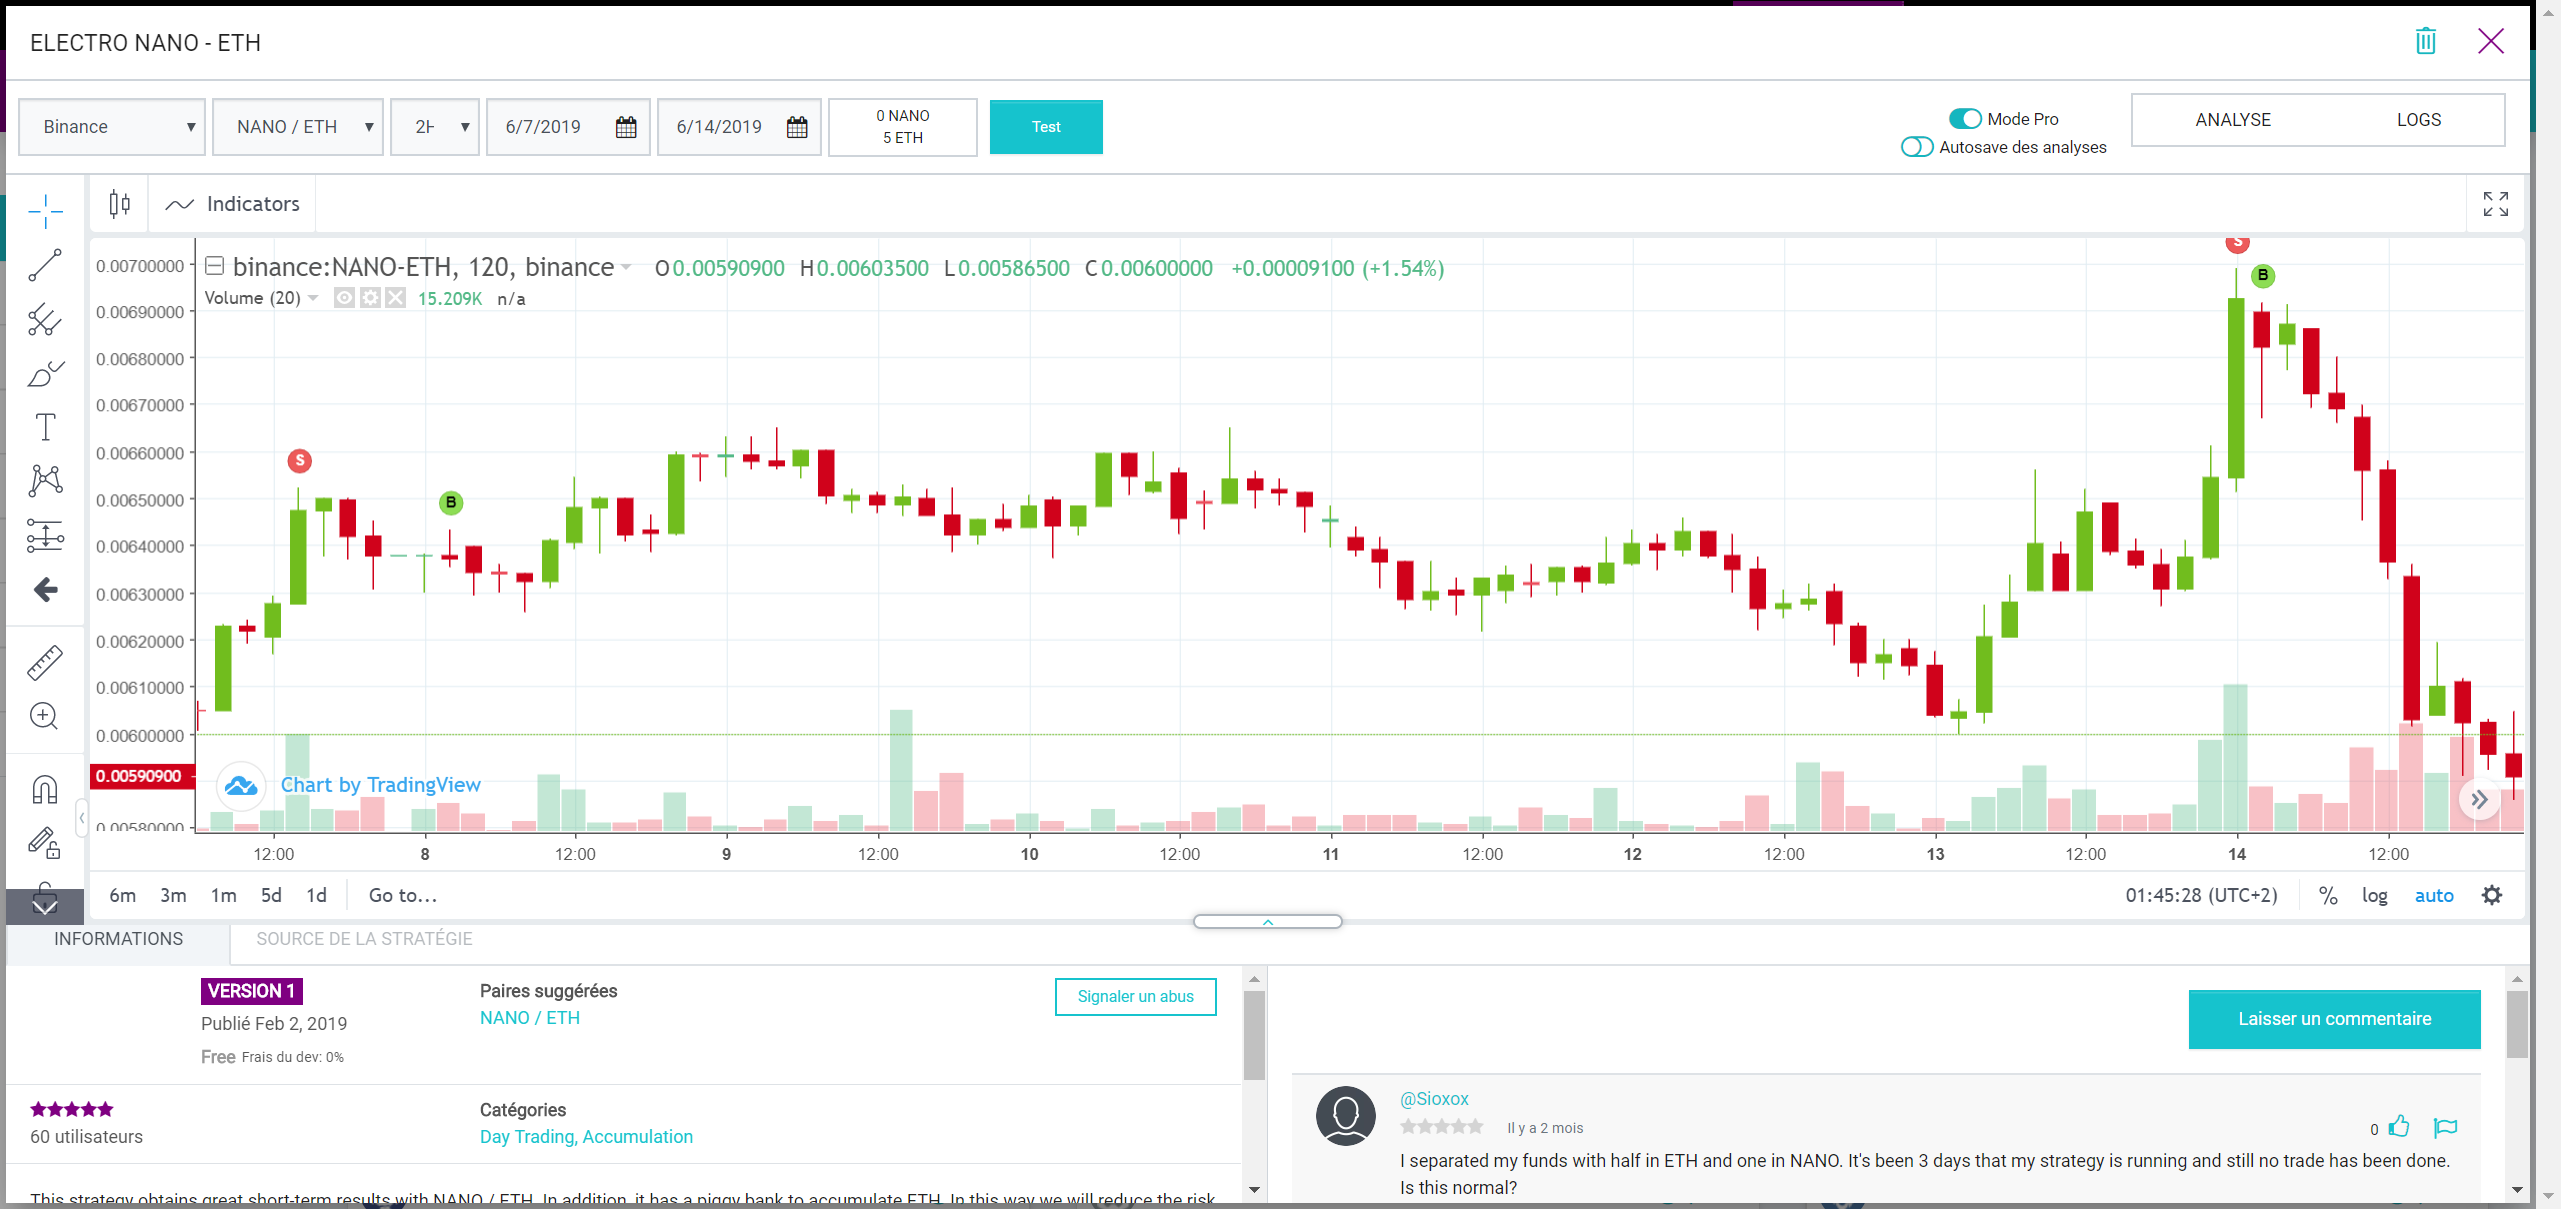 ELECTRO NANO - ETH
Binance
NANO / ETH
6/7/2019
6/14/2019
0 NANO
5 ETH
Test
Mode Pro
Autosave des analyses
ANALYSE
LOGS
Indicators
binance:NANO-ETH, 120, binance O0.00590900 H0.00603500 L0.00586500 C0.00600000 +0.00009100 (+1.54%)
Volume (20) 15.209K n/a
0.00700000
0.00690000
0.00680000
0.00670000
0.00660000
0.00650000
0.00640000
0.00630000
0.00620000
0.00610000
0.00600000
0.00590900
0.00580000
S
B
S
B
Chart by TradingView
12:00 8 12:00 9 12:00 10 12:00 11 12:00 12 12:00 13 12:00 14 12:00
6m 3m 1m 5d 1d Go to...
01:45:28 (UTC+2) % log auto
INFORMATIONS
SOURCE DE LA STRATÉGIE
VERSION 1
Publié Feb 2, 2019
Free Frais du dev: 0%
Paires suggérées
NANO / ETH
Signaler un abus
60 utilisateurs
Catégories
Day Trading, Accumulation
This strategy obtains great short-term results with NANO / ETH. In addition, it has a piggy bank to accumulate ETH. In this way we will reduce the risk
Laisser un commentaire
@Sioxox
Il y a 2 mois
0
I separated my funds with half in ETH and one in NANO. It's been 3 days that my strategy is running and still no trade has been done.
Is this normal?